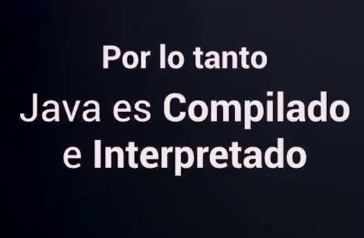 Por lo tanto
Java es Compilado
e Interpretado